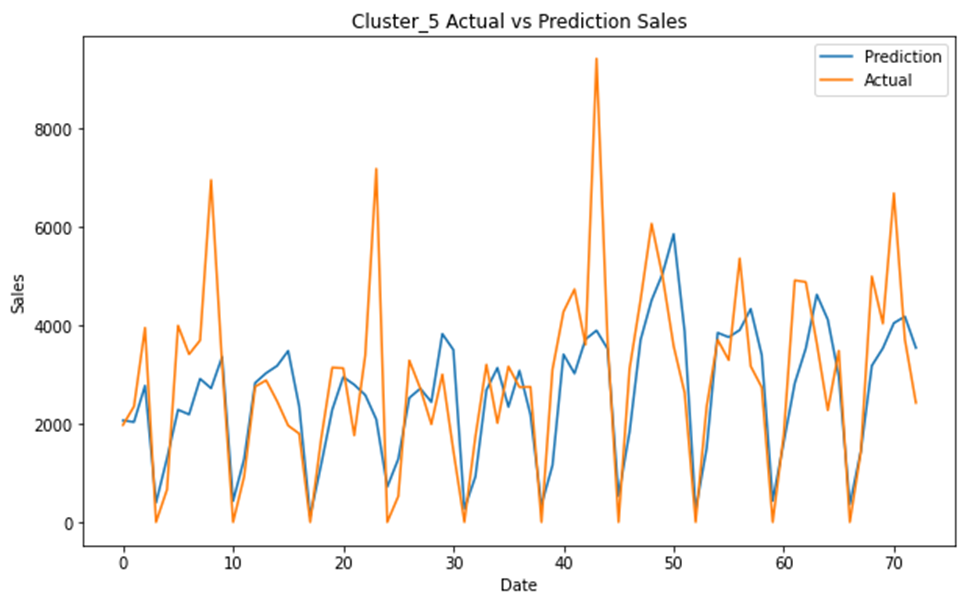 Cluster_5 Actual vs Prediction Sales
Prediction
Actual
8000
6000
4000
2000
0
Sales
0 10 20 30 40 50 60 70
Date